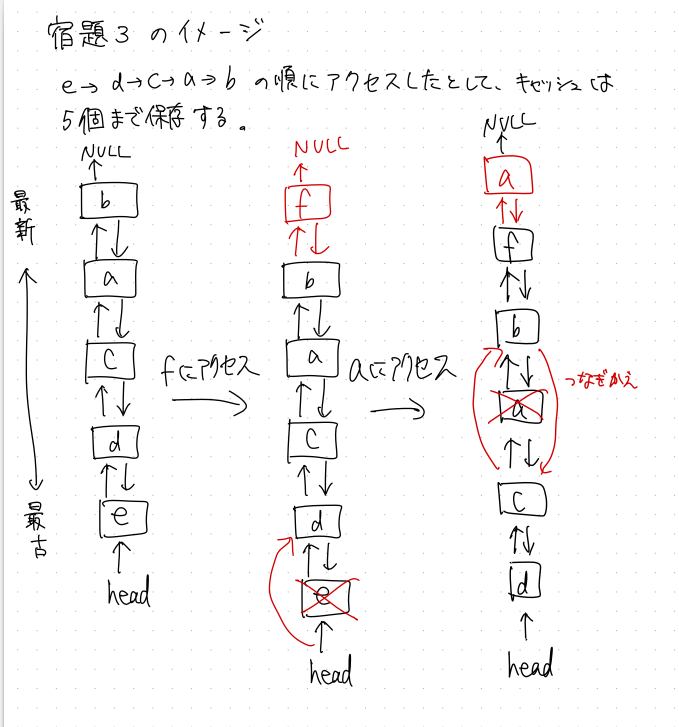 宿題3 のイメージ
e→ d→c→a→b の順にアクセスしたとして、キャッシュは
5個まで保存する。
最新
最古
NULL
b
a
c
d
e
head
fにアクセス
NULL
f
b
a
c
d
e
head
aにアクセス
NULL
a
f
b
a
つなぎかえ
c
d
head